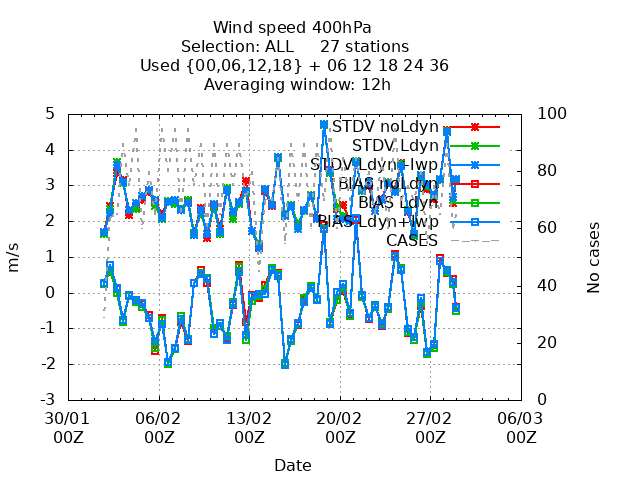 Wind speed 400hPa
Selection: ALL     27 stations
Used {00,06,12,18} + 06 12 18 24 36
Averaging window: 12h
5
4
3
2
1
0
-1
-2
-3
m/s
100
80
60
40
20
0
No cases
STDV noLdyn
STDV Ldyn
STDV Ldyn+lwp
BIAS noLdyn
BIAS Ldyn
BIAS Ldyn+lwp
CASES
30/01 06/02 13/02 20/02 27/02 06/03
00Z 00Z 00Z 00Z 00Z 00Z
Date